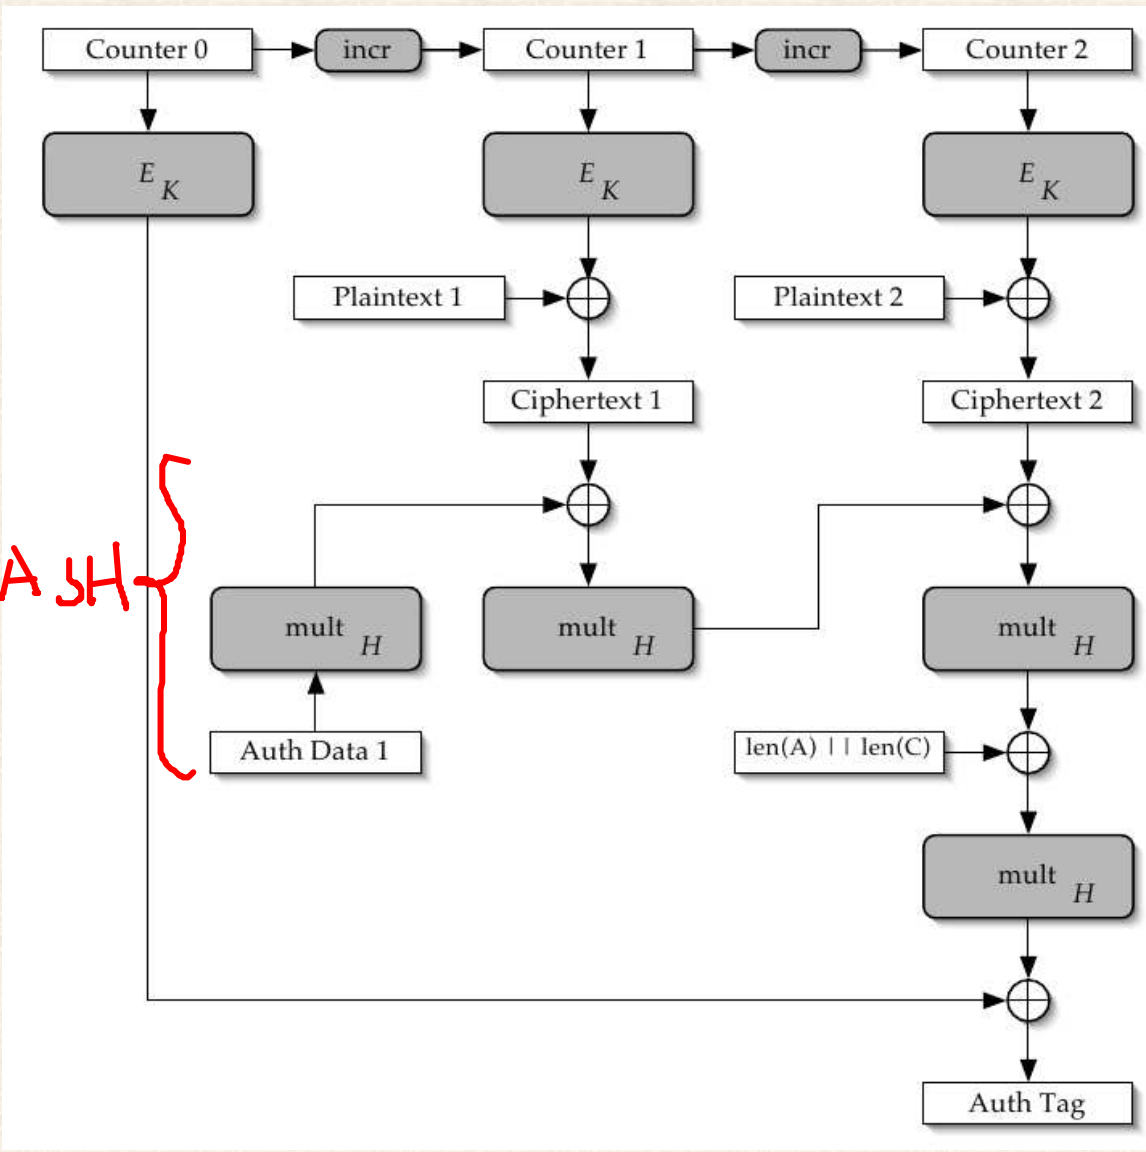 Counter 0 incr Counter 1 incr Counter 2
E K E K E K
Plaintext 1 Plaintext 2
Ciphertext 1 Ciphertext 2
mult H mult H mult H
Auth Data 1 len(A) || len(C)
mult H
Auth Tag